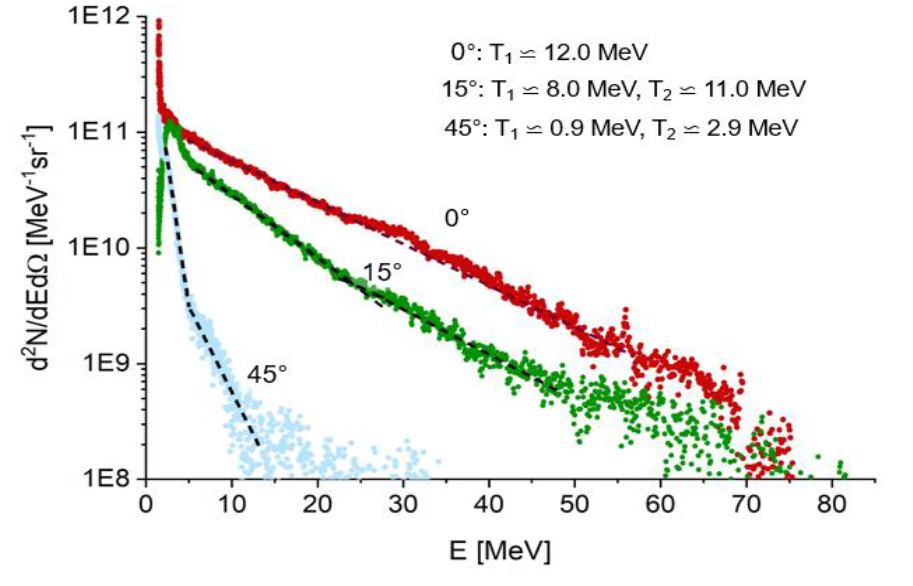 1E12
1E11
1E10
1E9
1E8
d²N/dEdΩ [MeV⁻¹sr⁻¹]
0°: T₁ ≌ 12.0 MeV
15°: T₁ ≌ 8.0 MeV, T₂ ≌ 11.0 MeV
45°: T₁ ≌ 0.9 MeV, T₂ ≌ 2.9 MeV
0°
15°
45°
0 10 20 30 40 50 60 70 80
E [MeV]